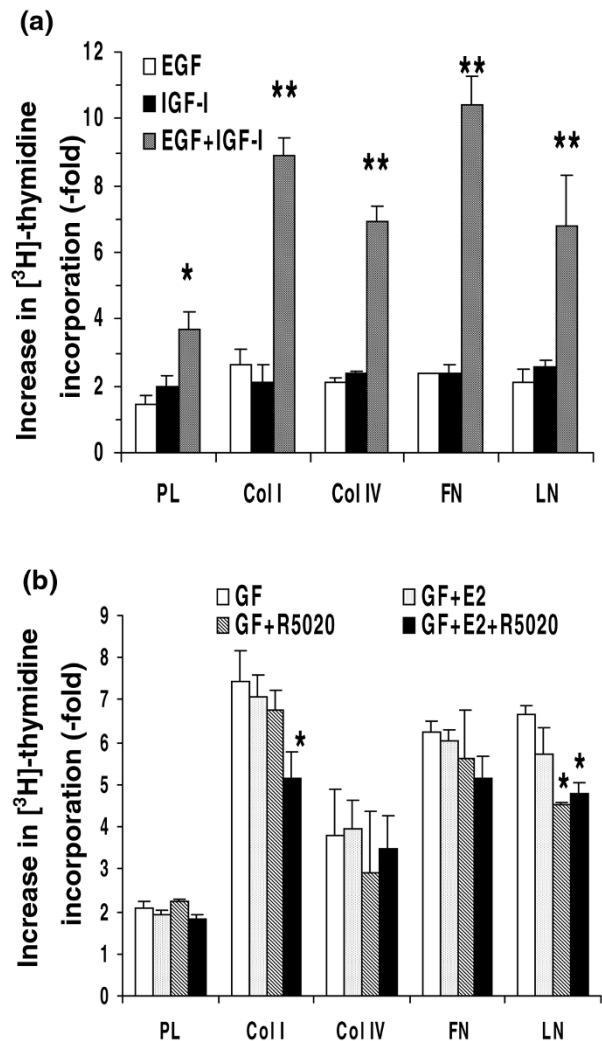 (a)
EGF
IGF-I
EGF+IGF-I
Increase in [³H]-thymidine
incorporation (-fold)
12
10
8
6
4
2
0
*
**
**
**
**
PL
Col I
Col IV
FN
LN
(b)
GF
GF+E2
GF+R5020
GF+E2+R5020
Increase in [³H]-thymidine
incorporation (-fold)
9
8
7
6
5
4
3
2
1
0
*
*
*
PL
Col I
Col IV
FN
LN